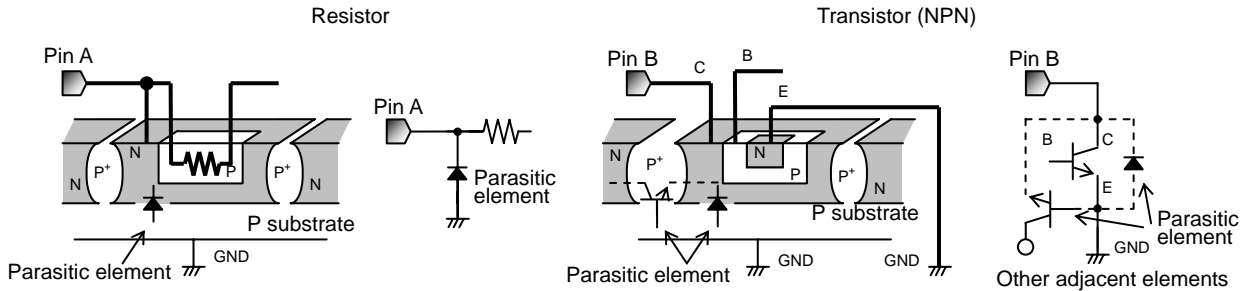 Resistor
Pin A
N
P
N
P+
P+
N
P substrate
Parasitic element
GND
Pin A
Parasitic
element
Transistor (NPN)
Pin B
C
B
E
N
P+
N
P
P+
N
P substrate
Parasitic element
GND
GND
Pin B
B
C
E
Parasitic
element
GND
Other adjacent elements